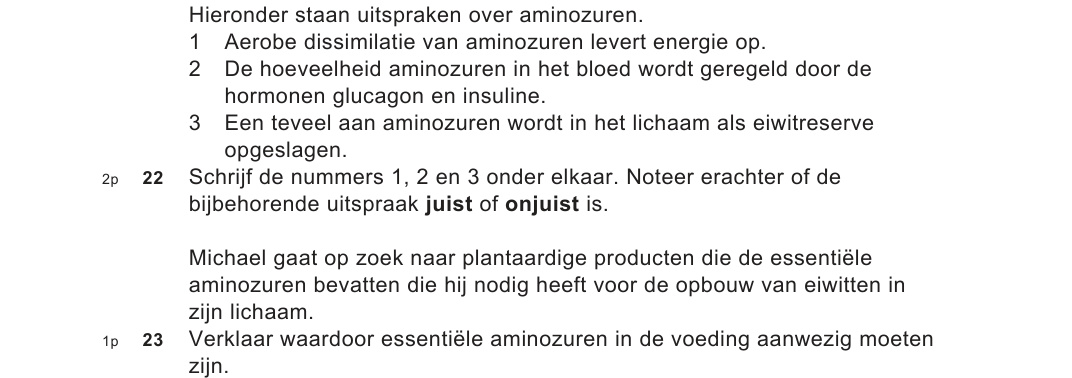 Hieronder staan uitspraken over aminozuren.
1 Aerobe dissimilatie van aminozuren levert energie op.
2 De hoeveelheid aminozuren in het bloed wordt geregeld door de
hormonen glucagon en insuline.
3 Een teveel aan aminozuren wordt in het lichaam als eiwitreserve
opgeslagen.
2p 22 Schrijf de nummers 1, 2 en 3 onder elkaar. Noteer erachter of de
bijbehorende uitspraak juist of onjuist is.
Michael gaat op zoek naar plantaardige producten die de essentiële
aminozuren bevatten die hij nodig heeft voor de opbouw van eiwitten in
zijn lichaam.
1p 23 Verklaar waardoor essentiële aminozuren in de voeding aanwezig moeten
zijn.